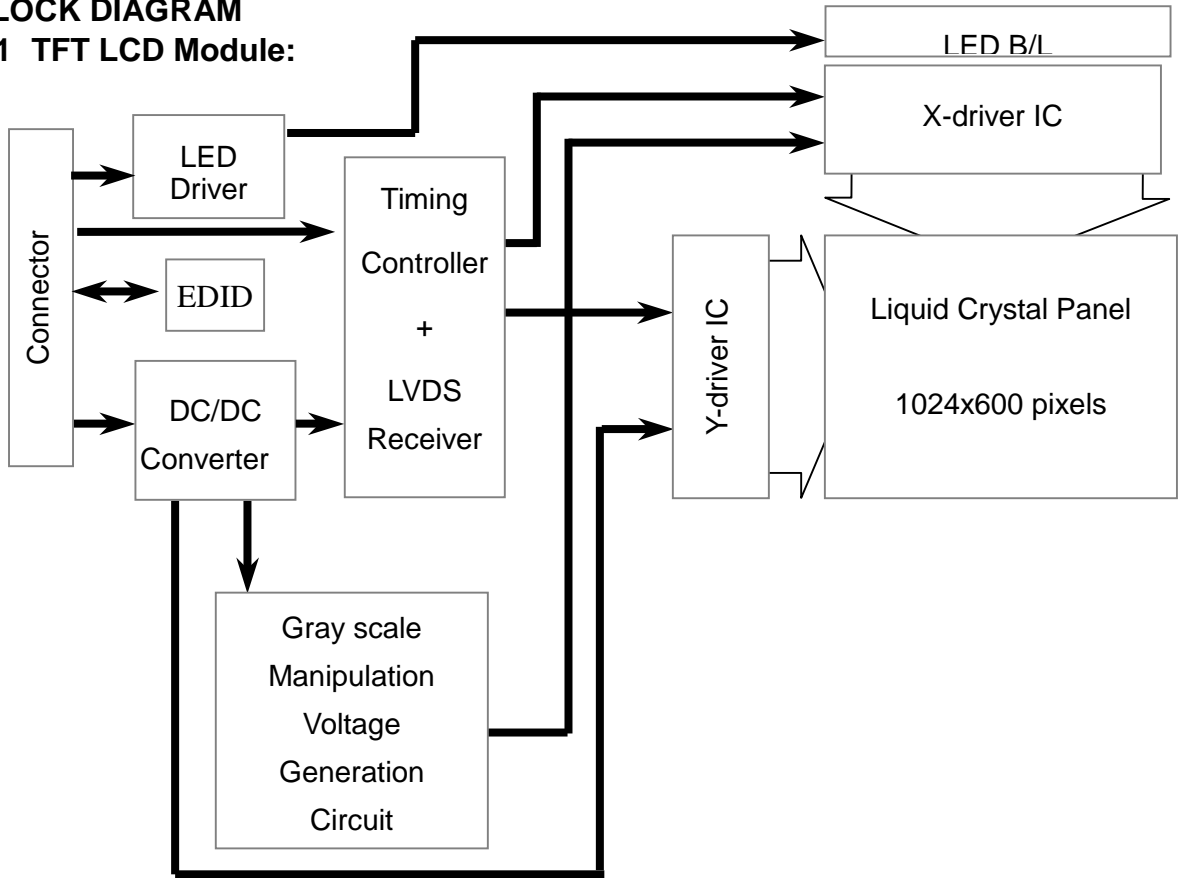 LOCK DIAGRAM
1 TFT LCD Module:
LED B/L
X-driver IC
LED
Driver
Timing
Controller
+
LVDS
Receiver
Connector
EDID
DC/DC
Converter
Y-driver IC
Liquid Crystal Panel
1024x600 pixels
Gray scale
Manipulation
Voltage
Generation
Circuit